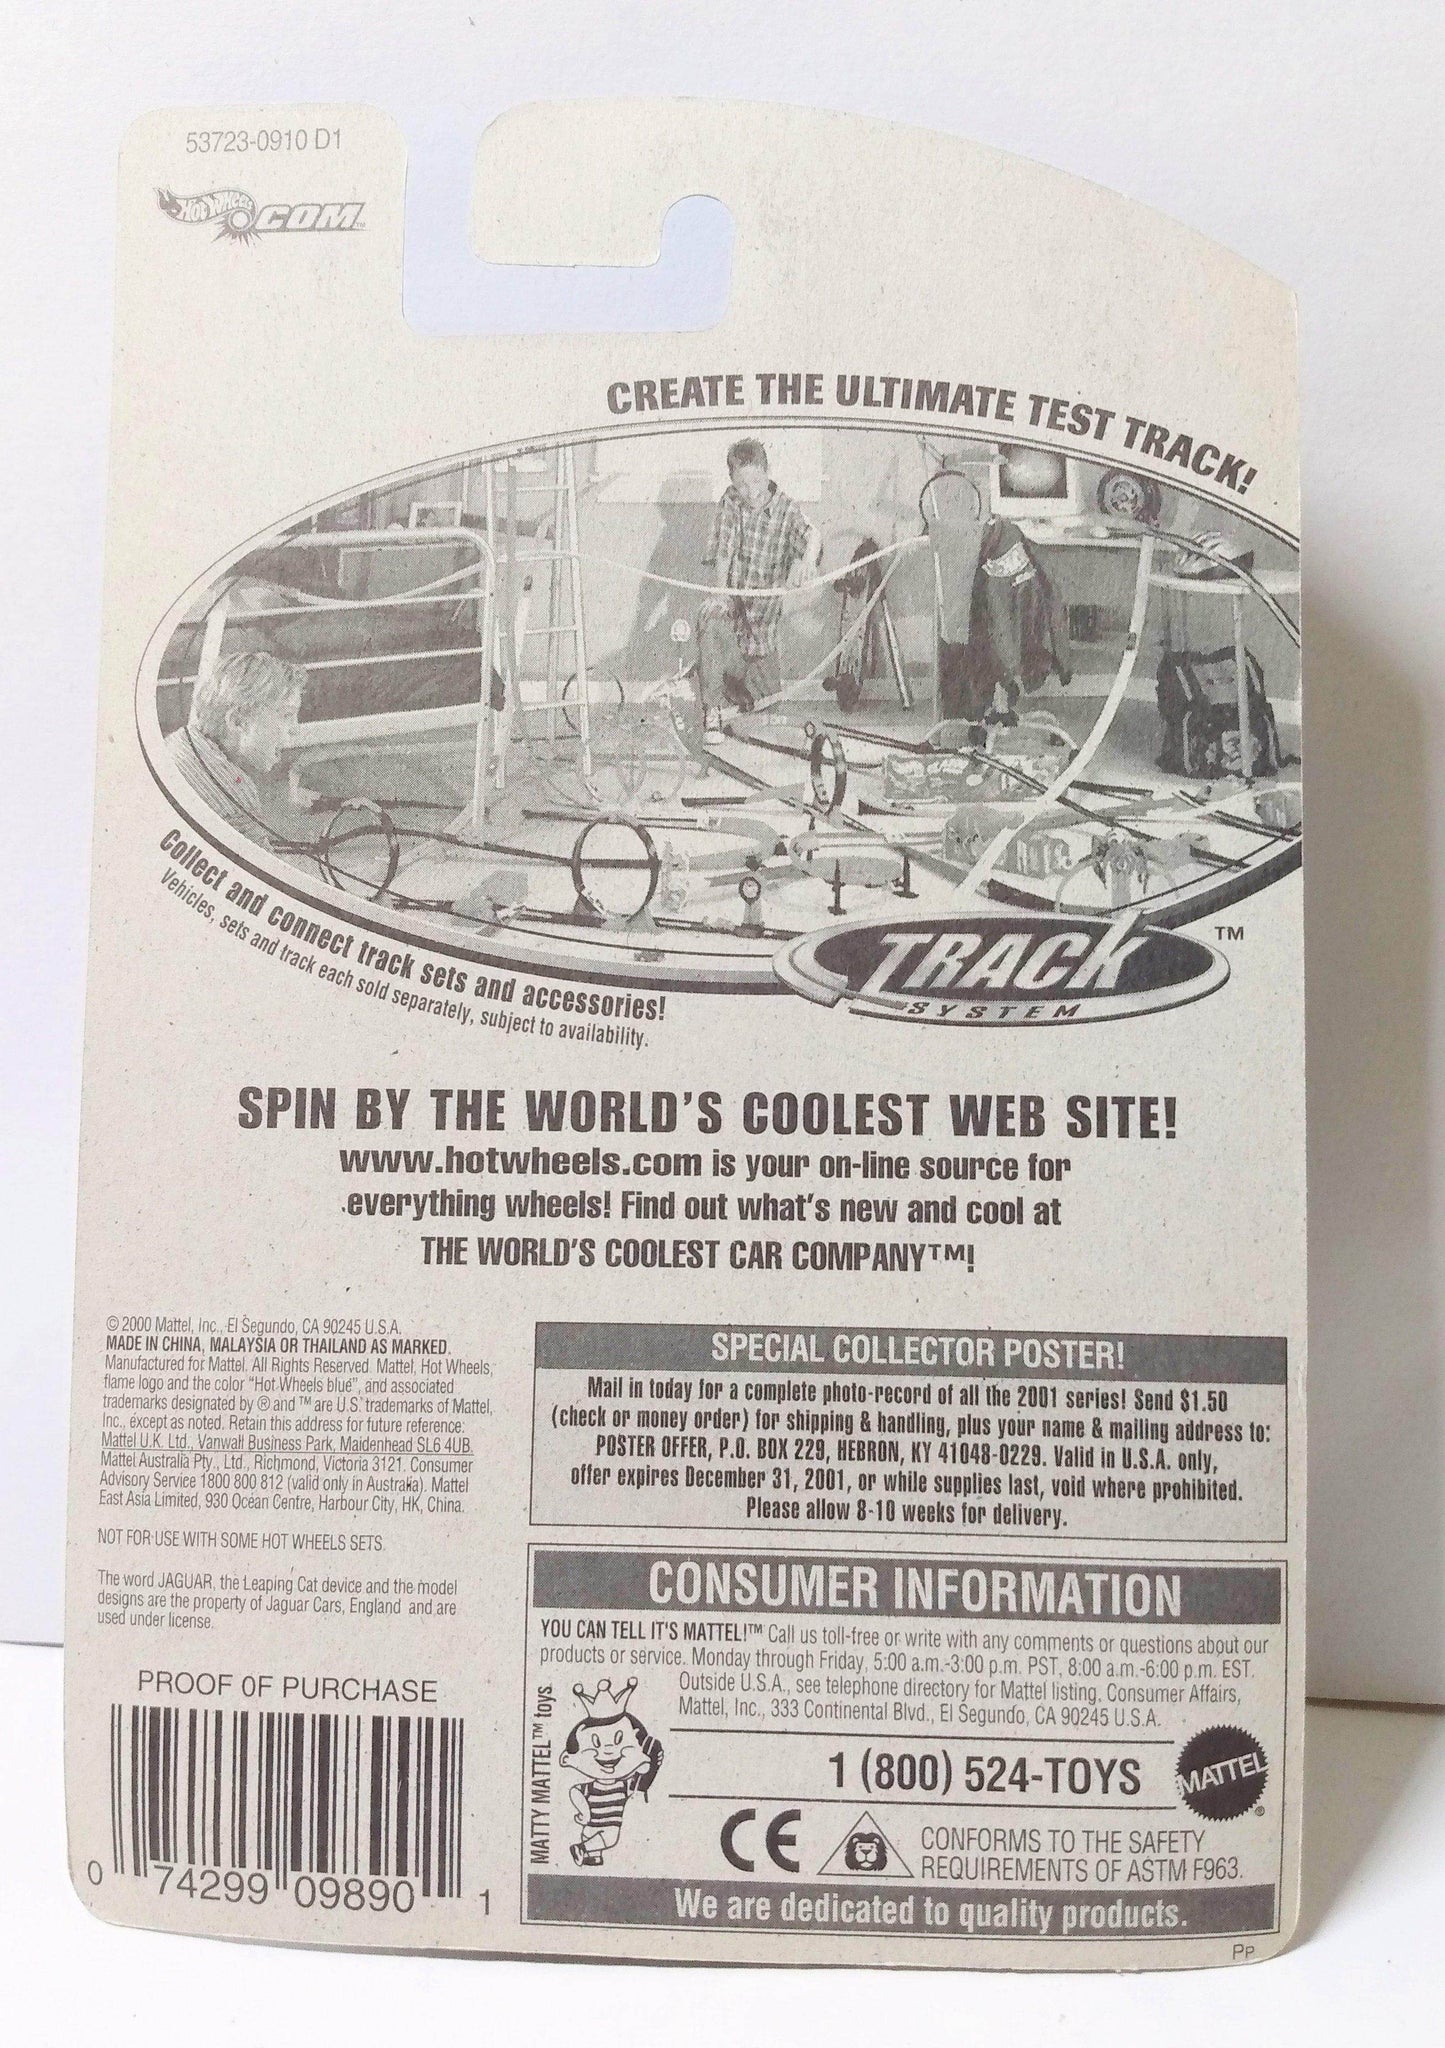 53723-0910 D1
HOT WHEELS .COM™
CREATE THE ULTIMATE TEST TRACK!
Collect and connect track sets and accessories!
Vehicles, sets and track each sold separately, subject to availability.
TRACK ™
SYSTEM
SPIN BY THE WORLD'S COOLEST WEB SITE!
www.hotwheels.com is your on-line source for
everything wheels! Find out what's new and cool at
THE WORLD'S COOLEST CAR COMPANY™!
© 2000 Mattel, Inc., El Segundo, CA 90245 U.S.A.
MADE IN CHINA, MALAYSIA OR THAILAND AS MARKED.
Manufactured for Mattel. All Rights Reserved. Mattel, Hot Wheels,
flame logo and the color "Hot Wheels blue", and associated
trademarks designated by ® and ™ are U.S. trademarks of Mattel,
Inc., except as noted. Retain this address for future reference:
Mattel U.K. Ltd., Vanwall Business Park, Maidenhead SL6 4UB.
Mattel Australia Pty., Ltd., Richmond, Victoria 3121. Consumer
Advisory Service 1800 800 812 (valid only in Australia). Mattel
East Asia Limited, 930 Ocean Centre, Harbour City, HK, China.
NOT FOR USE WITH SOME HOT WHEELS SETS.
The word JAGUAR, the Leaping Cat device and the model
designs are the property of Jaguar Cars, England and are
used under license.
PROOF OF PURCHASE
0 74299 09890 1
SPECIAL COLLECTOR POSTER!
Mail in today for a complete photo-record of all the 2001 series! Send $1.50
(check or money order) for shipping & handling, plus your name & mailing address to:
POSTER OFFER, P.O. BOX 229, HEBRON, KY 41048-0229. Valid in U.S.A. only,
offer expires December 31, 2001, or while supplies last, void where prohibited.
Please allow 8-10 weeks for delivery.
CONSUMER INFORMATION
YOU CAN TELL IT'S MATTEL!™ Call us toll-free or write with any comments or questions about our
products or service. Monday through Friday, 5:00 a.m.-3:00 p.m. PST, 8:00 a.m.-6:00 p.m. EST.
Outside U.S.A., see telephone directory for Mattel listing. Consumer Affairs,
Mattel, Inc., 333 Continental Blvd., El Segundo, CA 90245 U.S.A.
MATTY MATTEL™ toys
1 (800) 524-TOYS
MATTEL ®
CE
CONFORMS TO THE SAFETY
REQUIREMENTS OF ASTM F963.
We are dedicated to quality products.
PP